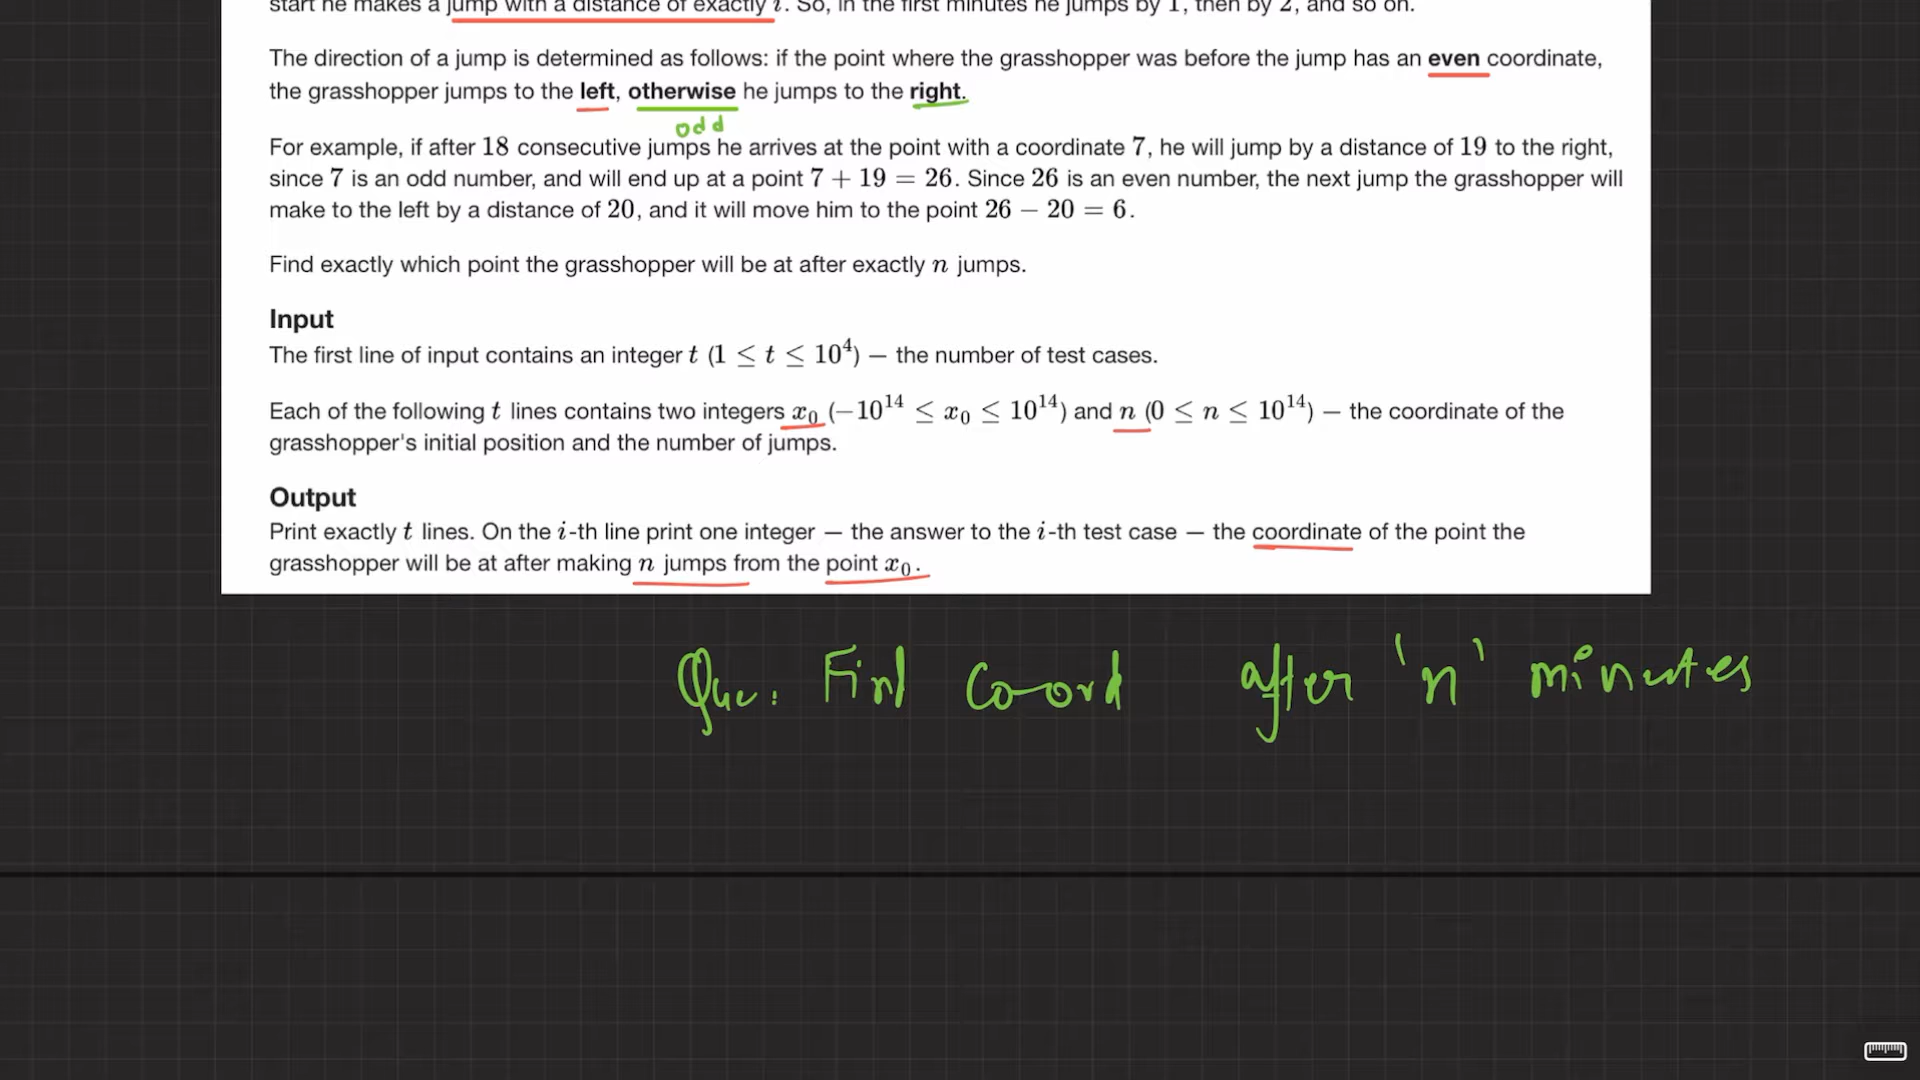 start he makes a jump with a distance of exactly i. So, in the first minutes he jumps by 1, then by 2, and so on.
The direction of a jump is determined as follows: if the point where the grasshopper was before the jump has an even coordinate,
the grasshopper jumps to the left, otherwise he jumps to the right.
odd
For example, if after 18 consecutive jumps he arrives at the point with a coordinate 7, he will jump by a distance of 19 to the right,
since 7 is an odd number, and will end up at a point 7 + 19 = 26. Since 26 is an even number, the next jump the grasshopper will
make to the left by a distance of 20, and it will move him to the point 26 − 20 = 6.
Find exactly which point the grasshopper will be at after exactly n jumps.
Input
The first line of input contains an integer t (1 ≤ t ≤ 10⁴) — the number of test cases.
Each of the following t lines contains two integers x₀ (−10¹⁴ ≤ x₀ ≤ 10¹⁴) and n (0 ≤ n ≤ 10¹⁴) — the coordinate of the
grasshopper's initial position and the number of jumps.
Output
Print exactly t lines. On the i-th line print one integer — the answer to the i-th test case — the coordinate of the point the
grasshopper will be at after making n jumps from the point x₀.
Que: Find Co-ord after 'n' minutes